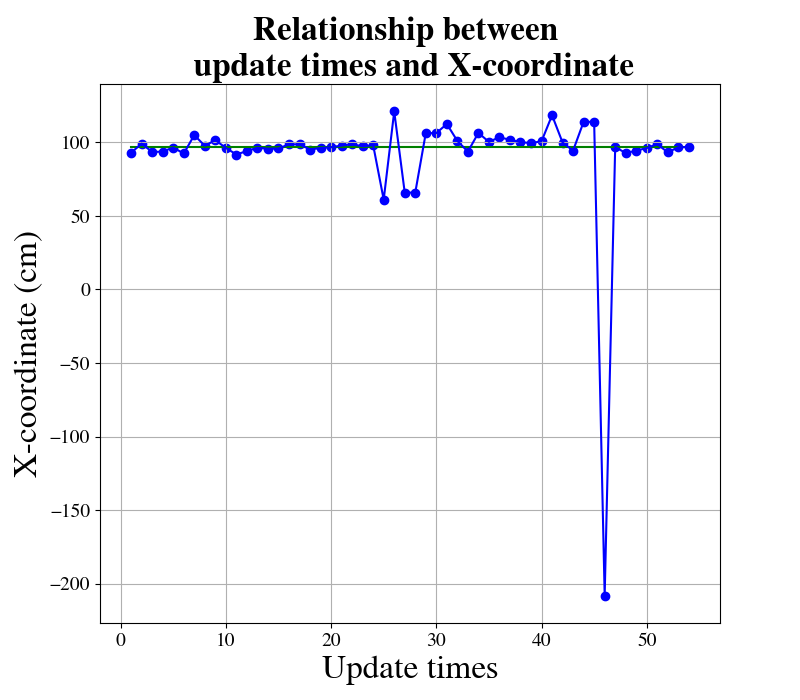 Relationship between
update times and X-coordinate
X-coordinate (cm)
100
50
0
−50
−100
−150
−200
0 10 20 30 40 50
Update times